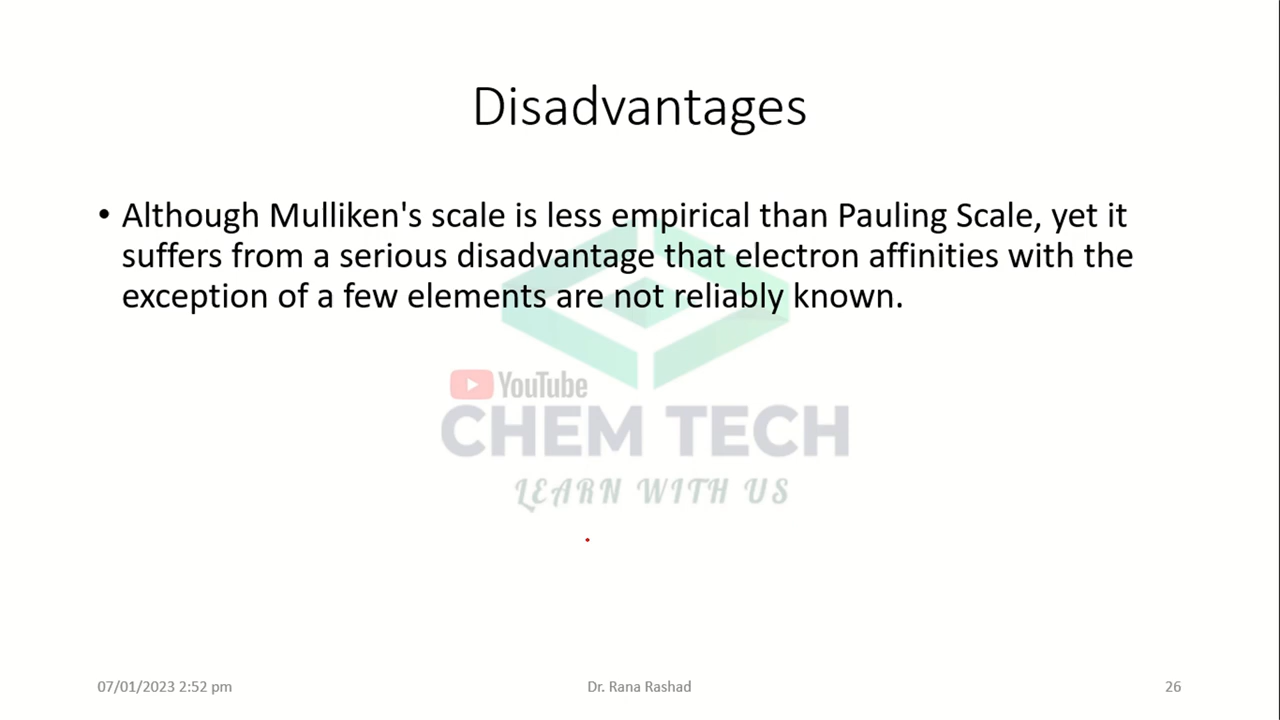 Disadvantages
• Although Mulliken's scale is less empirical than Pauling Scale, yet it
suffers from a serious disadvantage that electron affinities with the
exception of a few elements are not reliably known.
YouTube
CHEM TECH
LEARN WITH US
07/01/2023 2:52 pm
Dr. Rana Rashad
26